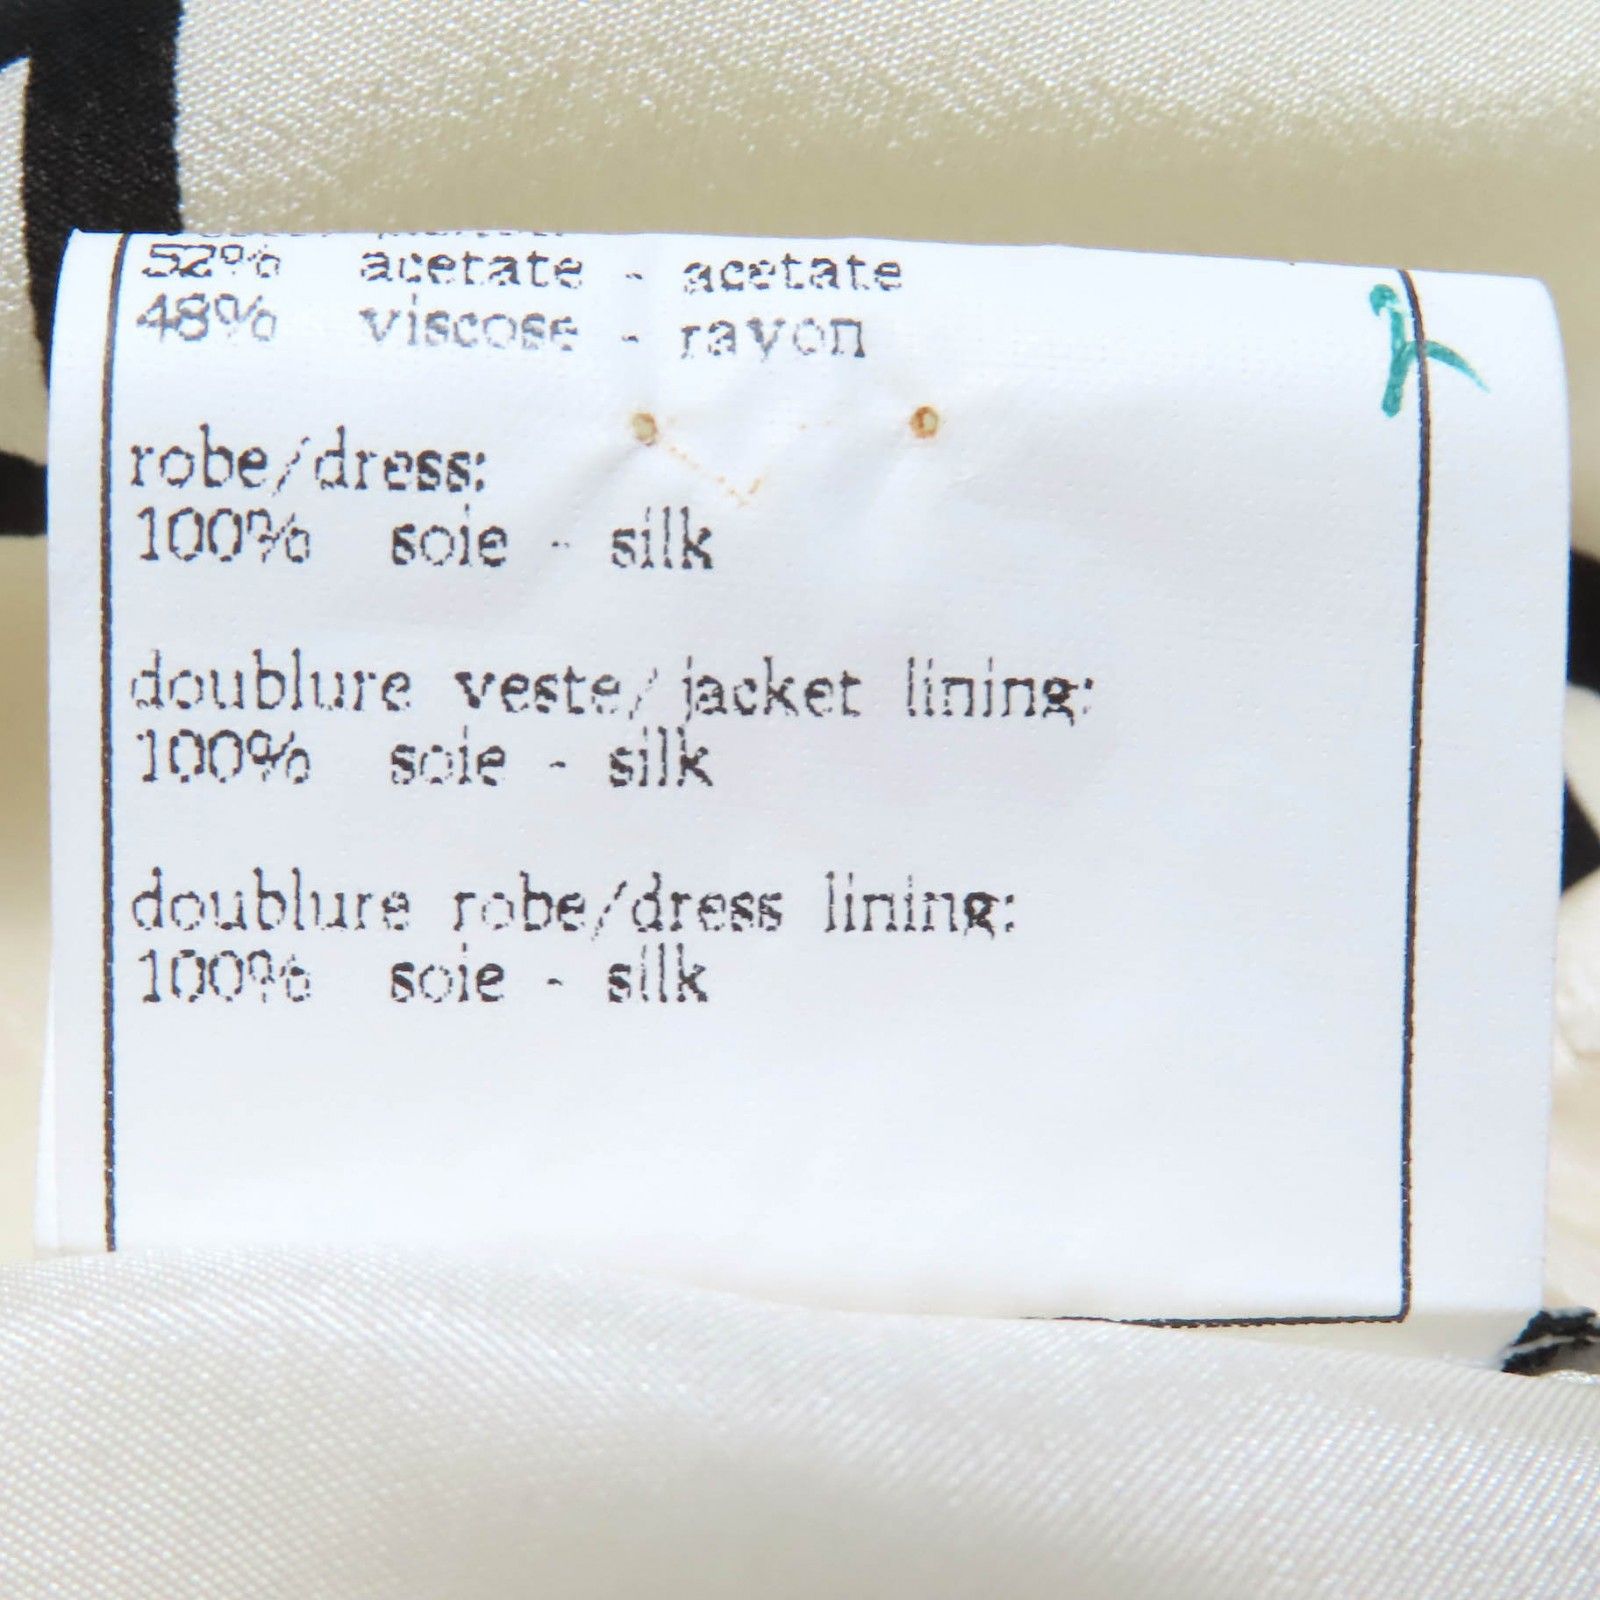 52% acetate - acetate
48% viscose - rayon
robe/dress:
100% soie - silk
doublure veste/jacket lining:
100% soie - silk
doublure robe/dress lining:
100% soie - silk